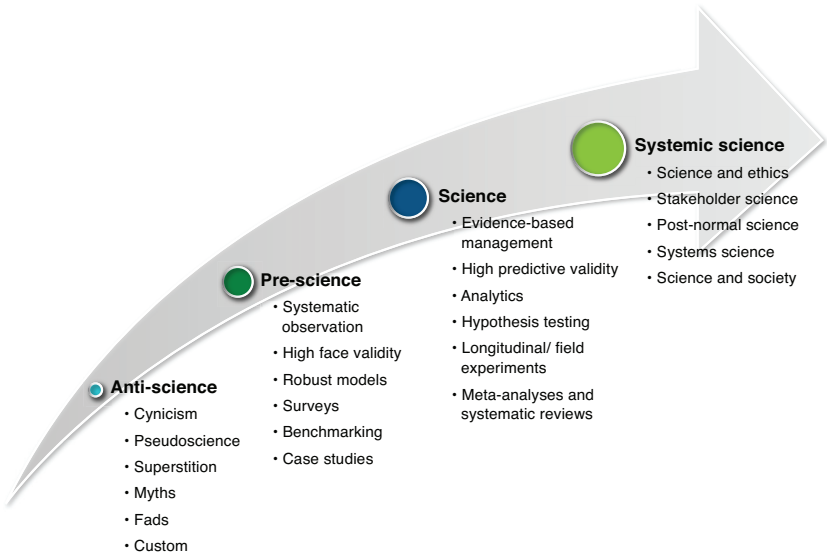 Anti-science
• Cynicism
• Pseudoscience
• Superstition
• Myths
• Fads
• Custom
Pre-science
• Systematic
observation
• High face validity
• Robust models
• Surveys
• Benchmarking
• Case studies
Science
• Evidence-based
management
• High predictive validity
• Analytics
• Hypothesis testing
• Longitudinal/ field
experiments
• Meta-analyses and
systematic reviews
Systemic science
• Science and ethics
• Stakeholder science
• Post-normal science
• Systems science
• Science and society